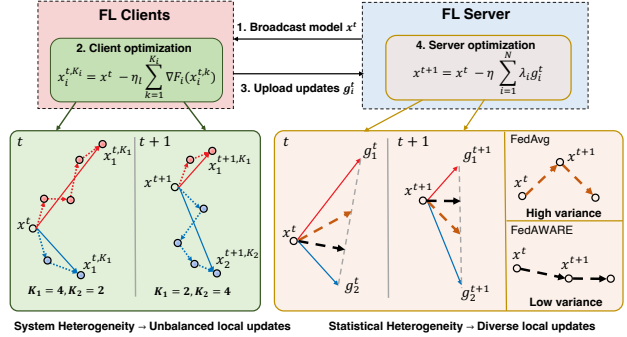 FL Clients
FL Server
1. Broadcast model x^t
2. Client optimization
x_i^{t,K_i} = x^t − η_l ∑_{k=1}^{K_i} ∇F_i(x_i^{t,k})
3. Upload updates g_i^t
4. Server optimization
x^{t+1} = x^t − η ∑_{i=1}^{N} λ_i g_i^t
t
x_1^{t,K_1}
x^t
x_1^{t,K_1}
K_1 = 4, K_2 = 2
t + 1
x_1^{t+1,K_1}
x^{t+1}
x_2^{t+1,K_2}
K_1 = 2, K_2 = 4
t
g_1^t
x^t
g_2^t
t + 1
g_1^{t+1}
x^{t+1}
g_2^{t+1}
FedAvg
x^{t+1}
x^t
High variance
FedAWARE
x^t
x^{t+1}
Low variance
System Heterogeneity → Unbalanced local updates
Statistical Heterogeneity → Diverse local updates